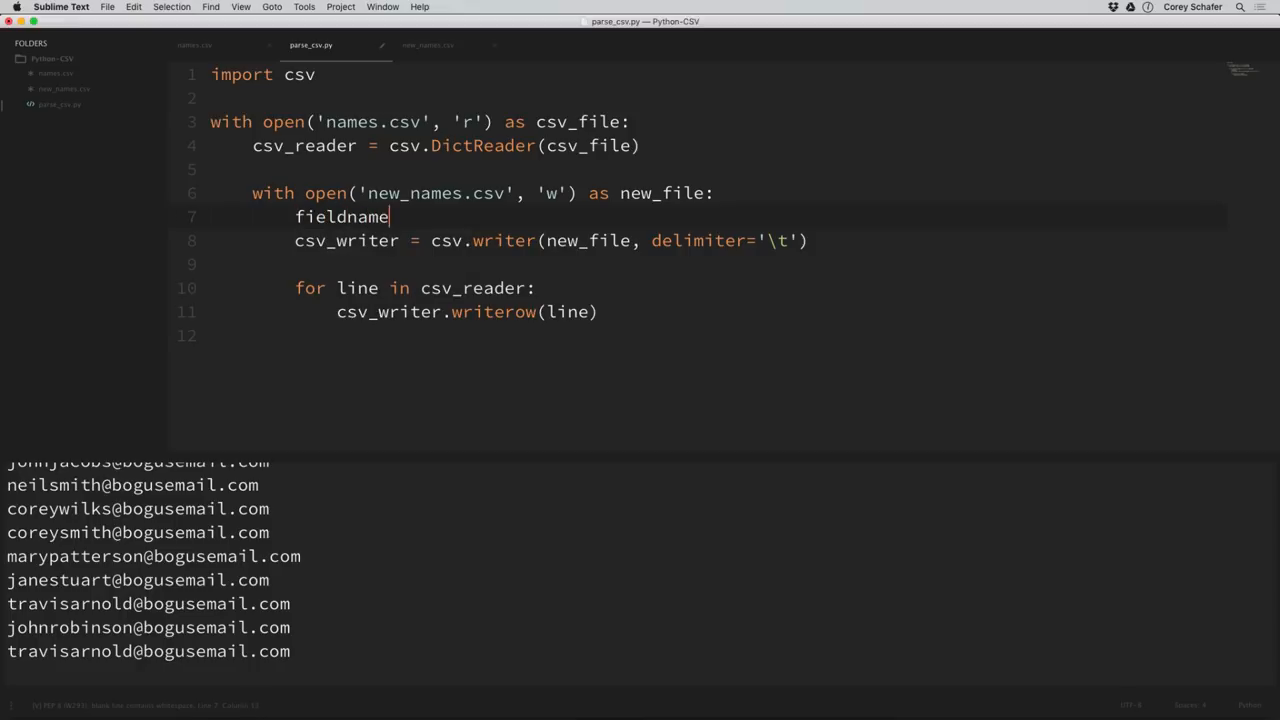 Sublime Text File Edit Selection Find View Goto Tools Project Window Help Corey Schafer
parse_csv.py — Python-CSV
FOLDERS
Python-CSV
names.csv
new_names.csv
parse_csv.py
names.csv parse_csv.py new_names.csv
1 import csv
2
3 with open('names.csv', 'r') as csv_file:
4 csv_reader = csv.DictReader(csv_file)
5
6 with open('new_names.csv', 'w') as new_file:
7 fieldname
8 csv_writer = csv.writer(new_file, delimiter='\t')
9
10 for line in csv_reader:
11 csv_writer.writerow(line)
12
johnjacobs@bogusemail.com
neilsmith@bogusemail.com
coreywilks@bogusemail.com
coreysmith@bogusemail.com
marypatterson@bogusemail.com
janestuart@bogusemail.com
travisarnold@bogusemail.com
johnrobinson@bogusemail.com
travisarnold@bogusemail.com
UTF-8 Spaces: 4 Python